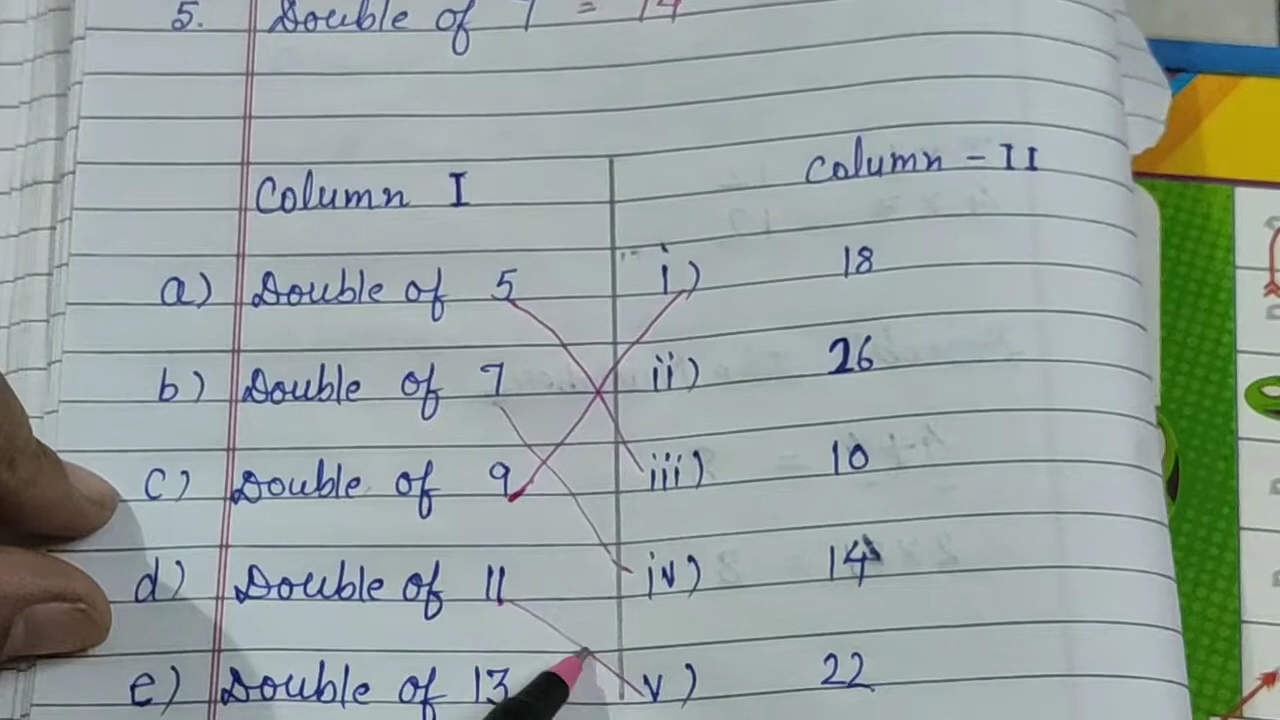 5. Double of 7 = 14
Column I Column - II
a) Double of 5 i) 18
b) Double of 7 ii) 26
c) Double of 9 iii) 10
d) Double of 11 iv) 14
e) Double of 13 v) 22